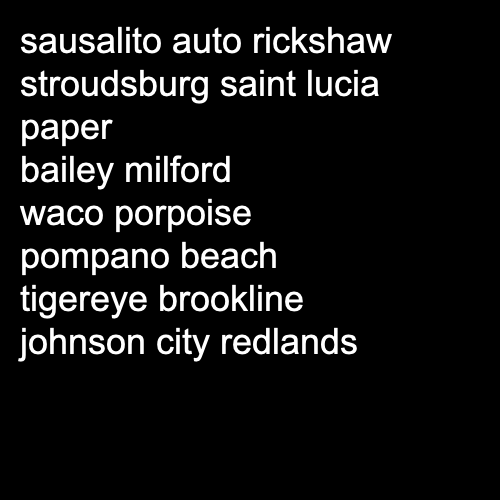 sausalito auto rickshaw
stroudsburg saint lucia
paper
bailey milford
waco porpoise
pompano beach
tigereye brookline
johnson city redlands